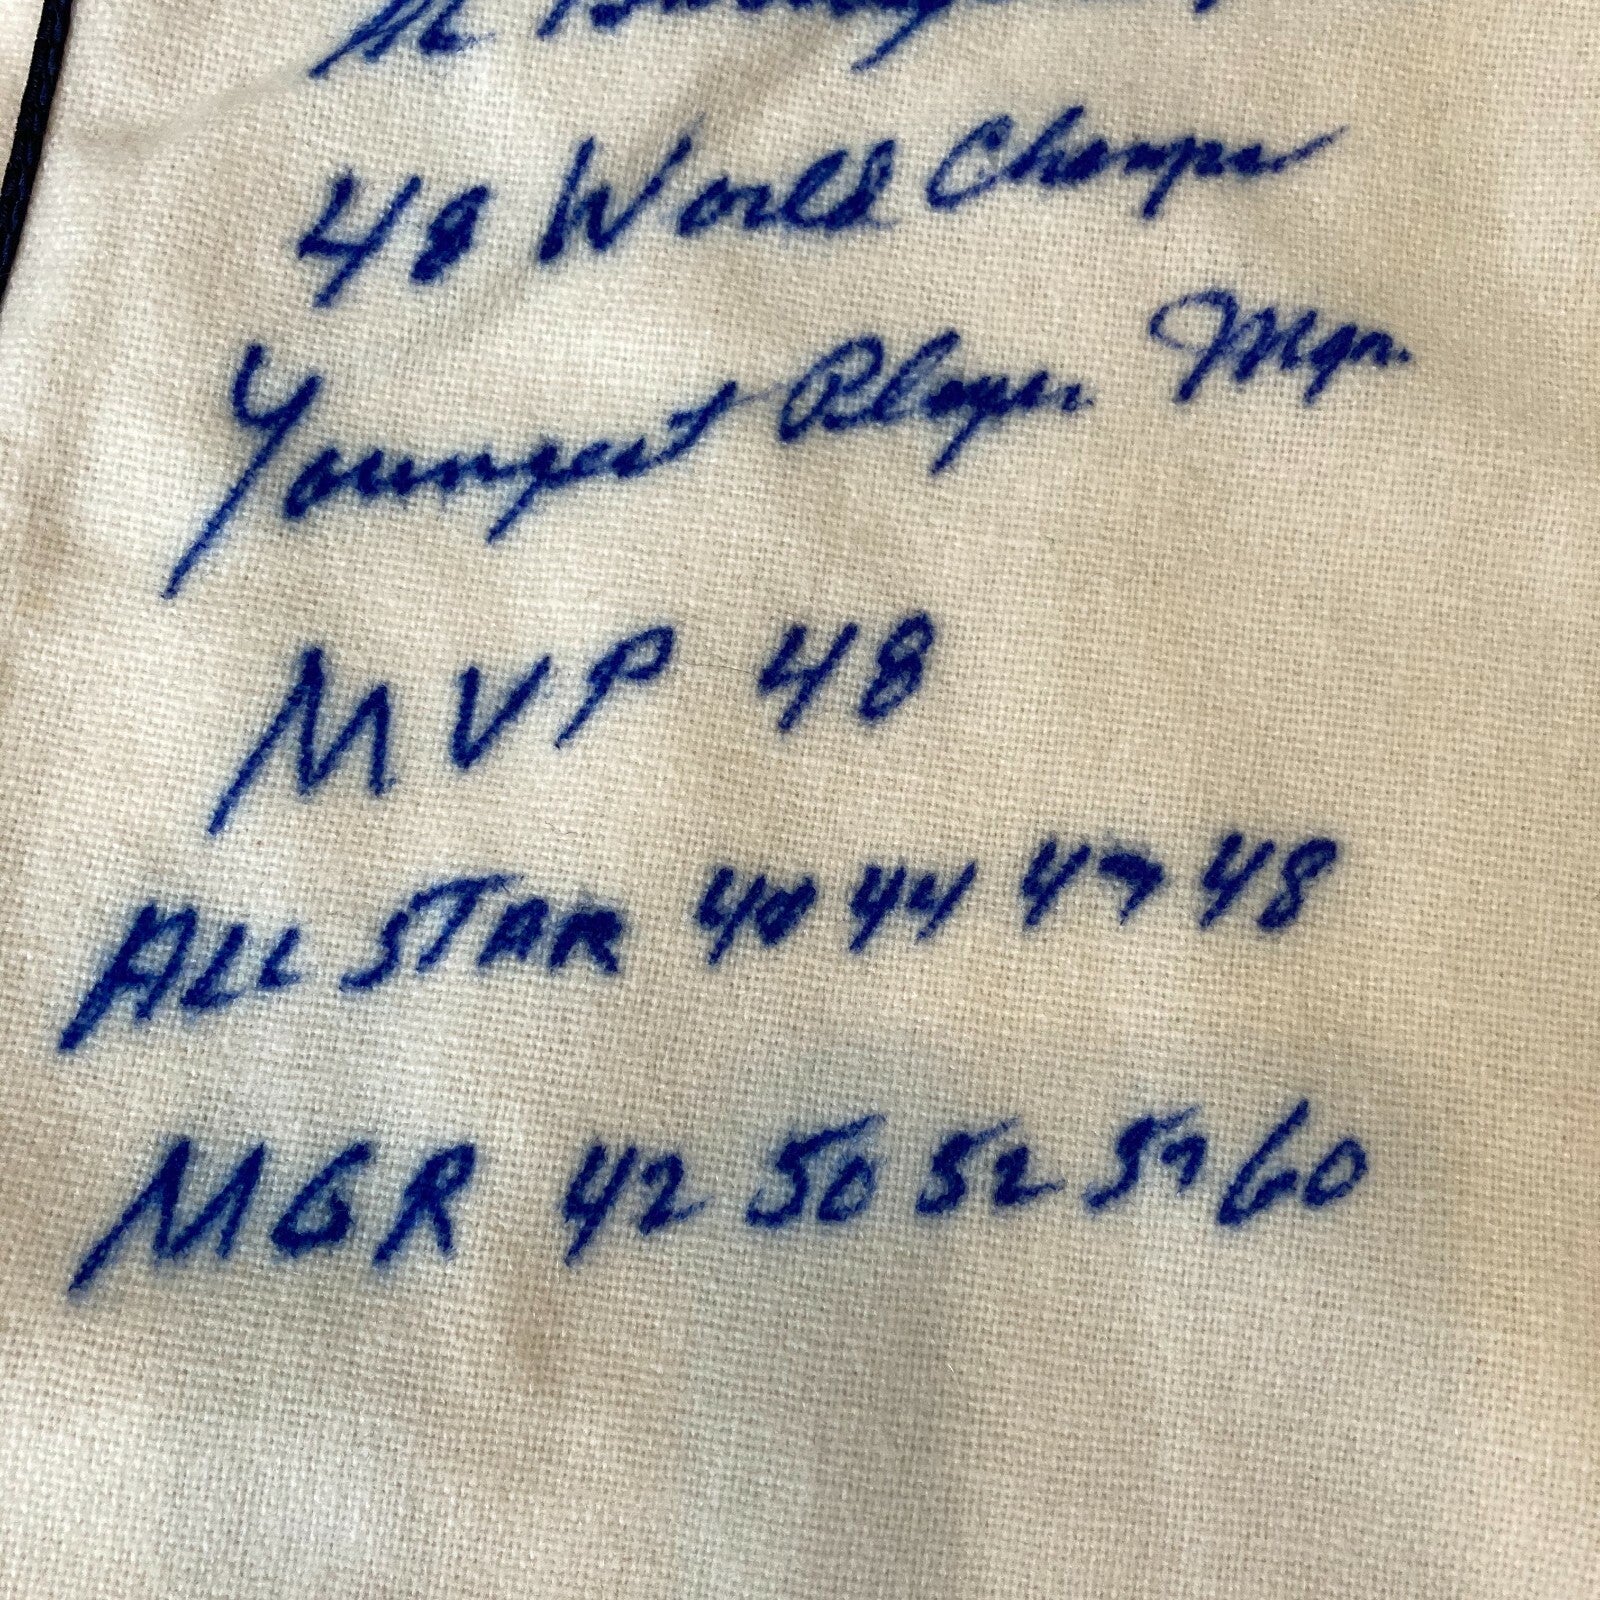 48 World Champs
Youngest Player Mgr.
MVP 48
ALL STAR 40 44 47 48
MGR 42 50 52 59 60